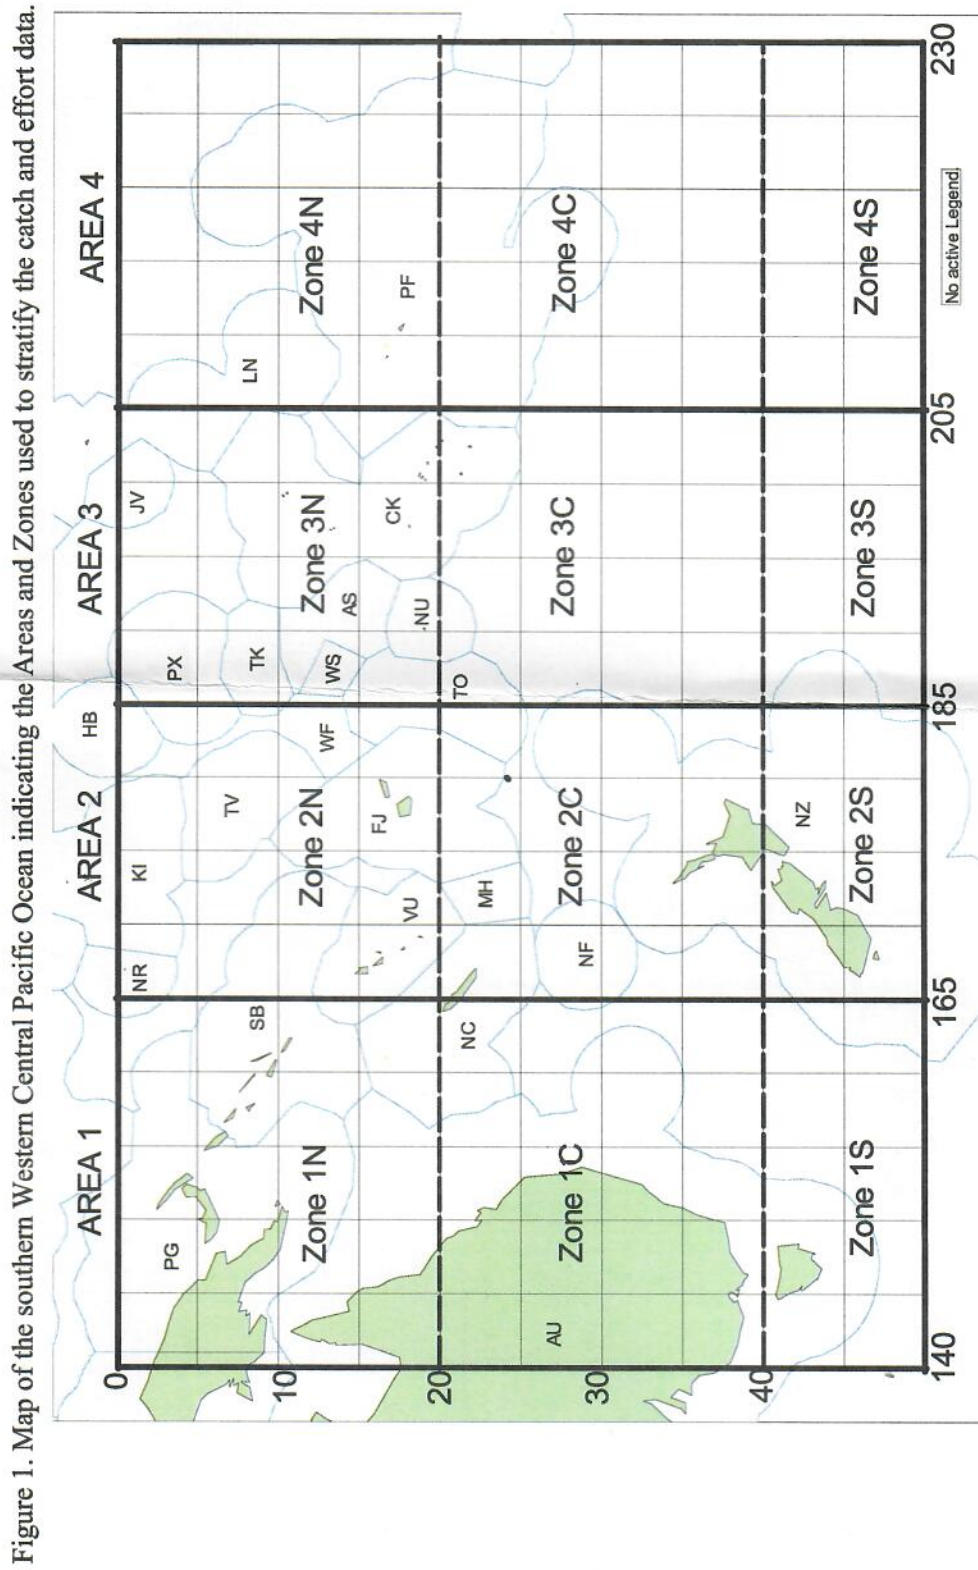 Figure 1. Map of the southern Western Central Pacific Ocean indicating the Areas and Zones used to stratify the catch and effort data.
AREA 1
AREA 2
AREA 3
AREA 4
HB
0
PG
NR
KI
PX
JV
SB
TV
TK
LN
10
Zone 1N
Zone 2N
WF
WS
Zone 3N
AS
Zone 4N
VU
FJ
NU
CK
PF
20
NC
MH
TO
AU
Zone 1C
NF
Zone 2C
Zone 3C
Zone 4C
30
40
NZ
Zone 1S
Zone 2S
Zone 3S
Zone 4S
140
165
185
205
230
No active Legend